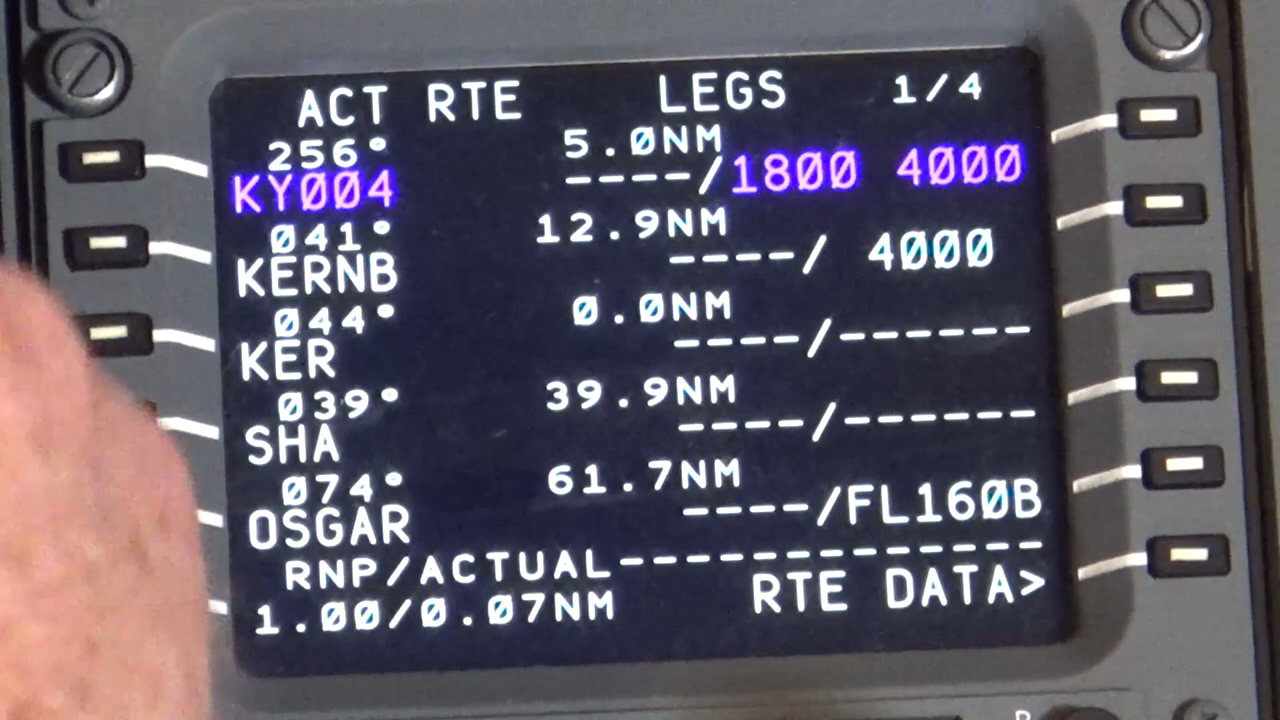 ACT RTE LEGS 1/4
256° 5.0NM
KY004 ----/1800 4000
041° 12.9NM
KERNB ----/ 4000
044° 0.0NM
KER ----/------
039° 39.9NM
SHA ----/------
074° 61.7NM
OSGAR ----/FL160B
RNP/ACTUAL--------------
1.00/0.07NM RTE DATA>